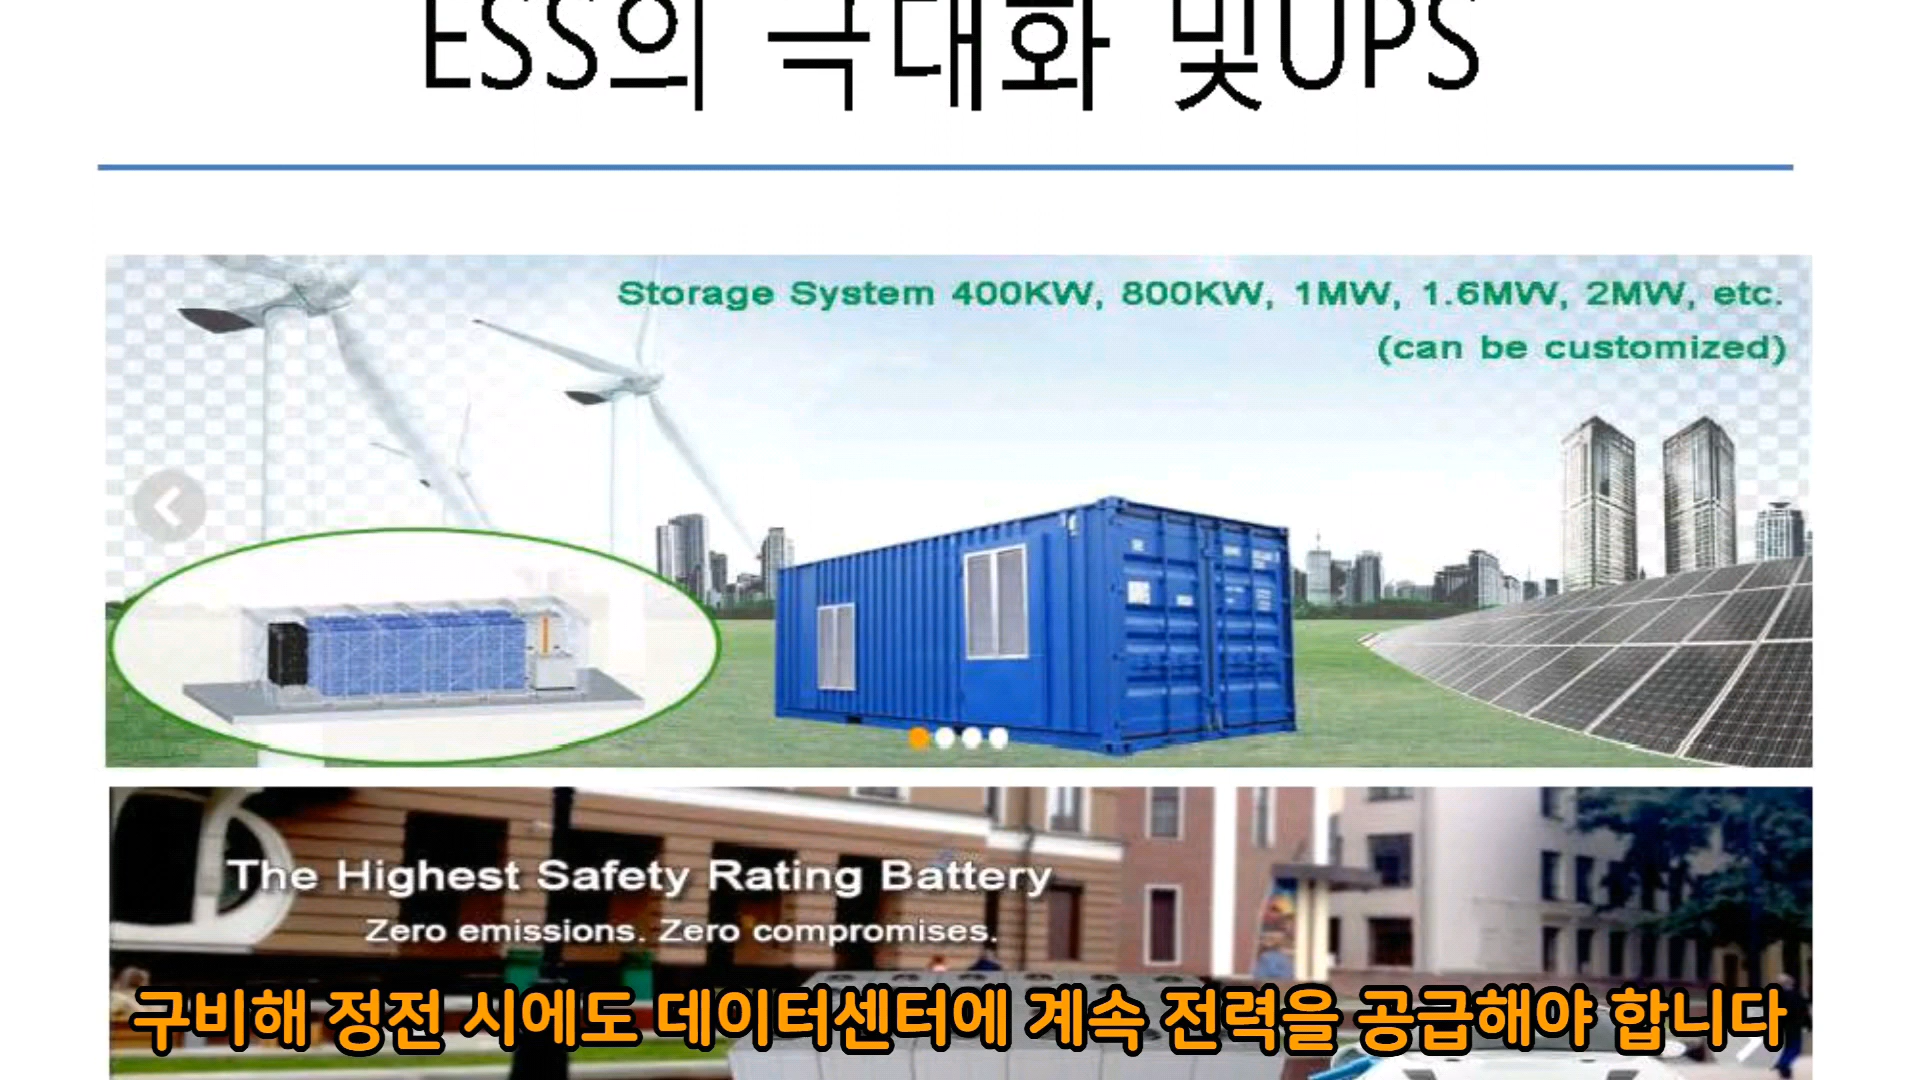 ESS의 극대화 및UPS
Storage System 400KW, 800KW, 1MW, 1.6MW, 2MW, etc.
(can be customized)
The Highest Safety Rating Battery
Zero emissions. Zero compromises.
구비해 정전 시에도 데이터센터에 계속 전력을 공급해야 합니다